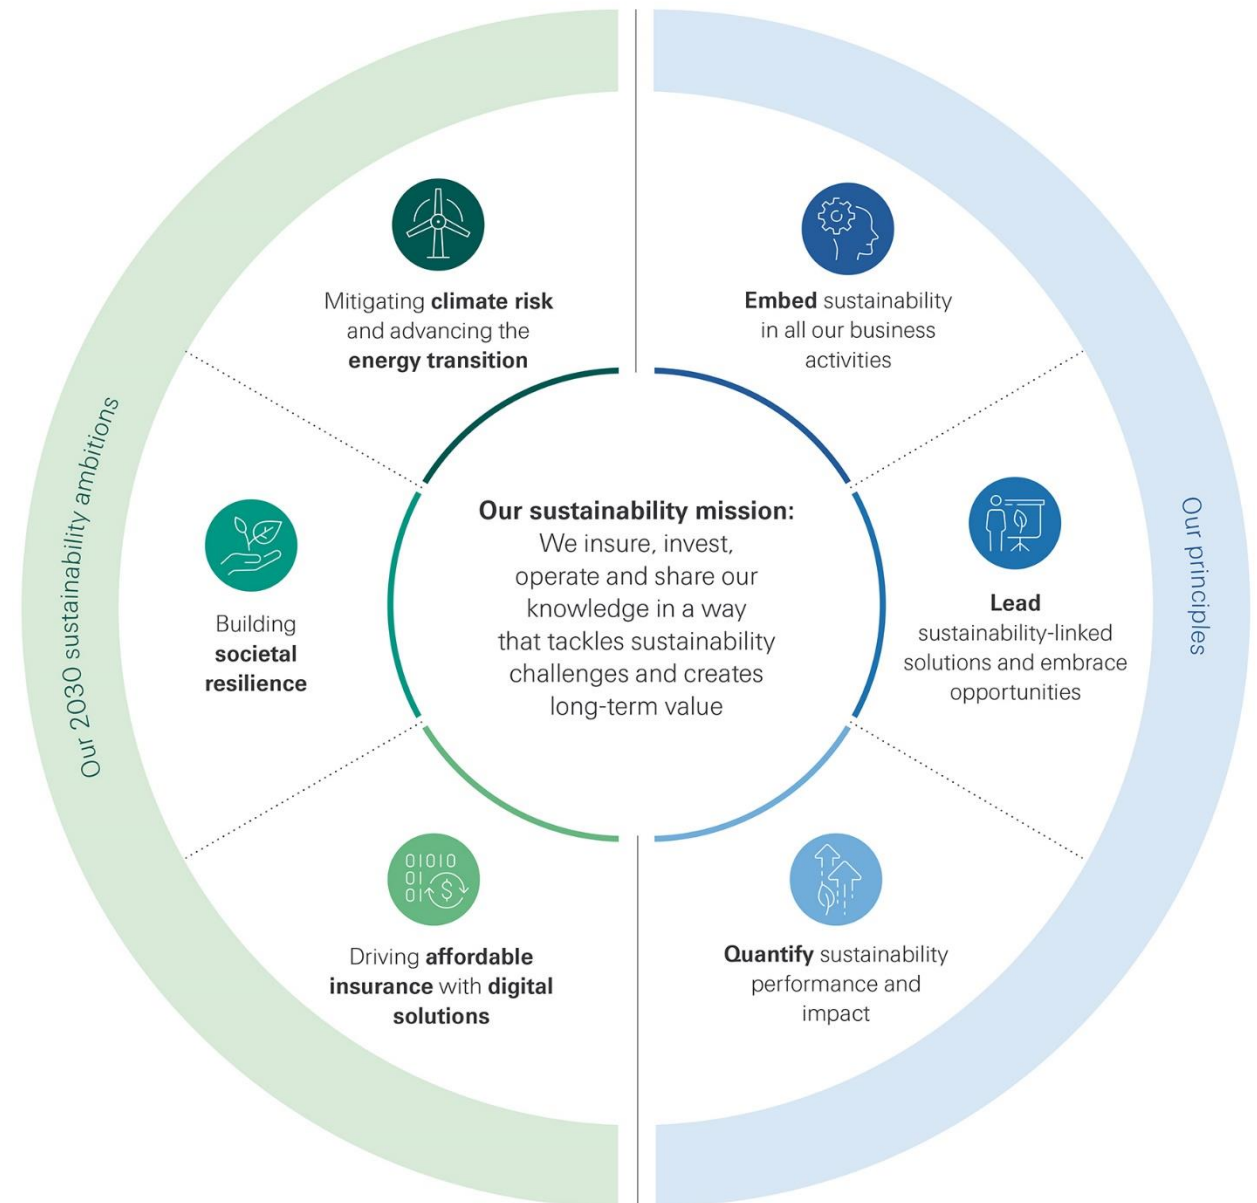 Our 2030 sustainability ambitions
Mitigating climate risk
and advancing the
energy transition
Building
societal
resilience
Driving affordable
insurance with digital
solutions
01010
01
01
$
Our sustainability mission:
We insure, invest,
operate and share our
knowledge in a way
that tackles sustainability
challenges and creates
long-term value
Our principles
Embed sustainability
in all our business
activities
Lead
sustainability-linked
solutions and embrace
opportunities
Quantify sustainability
performance and
impact